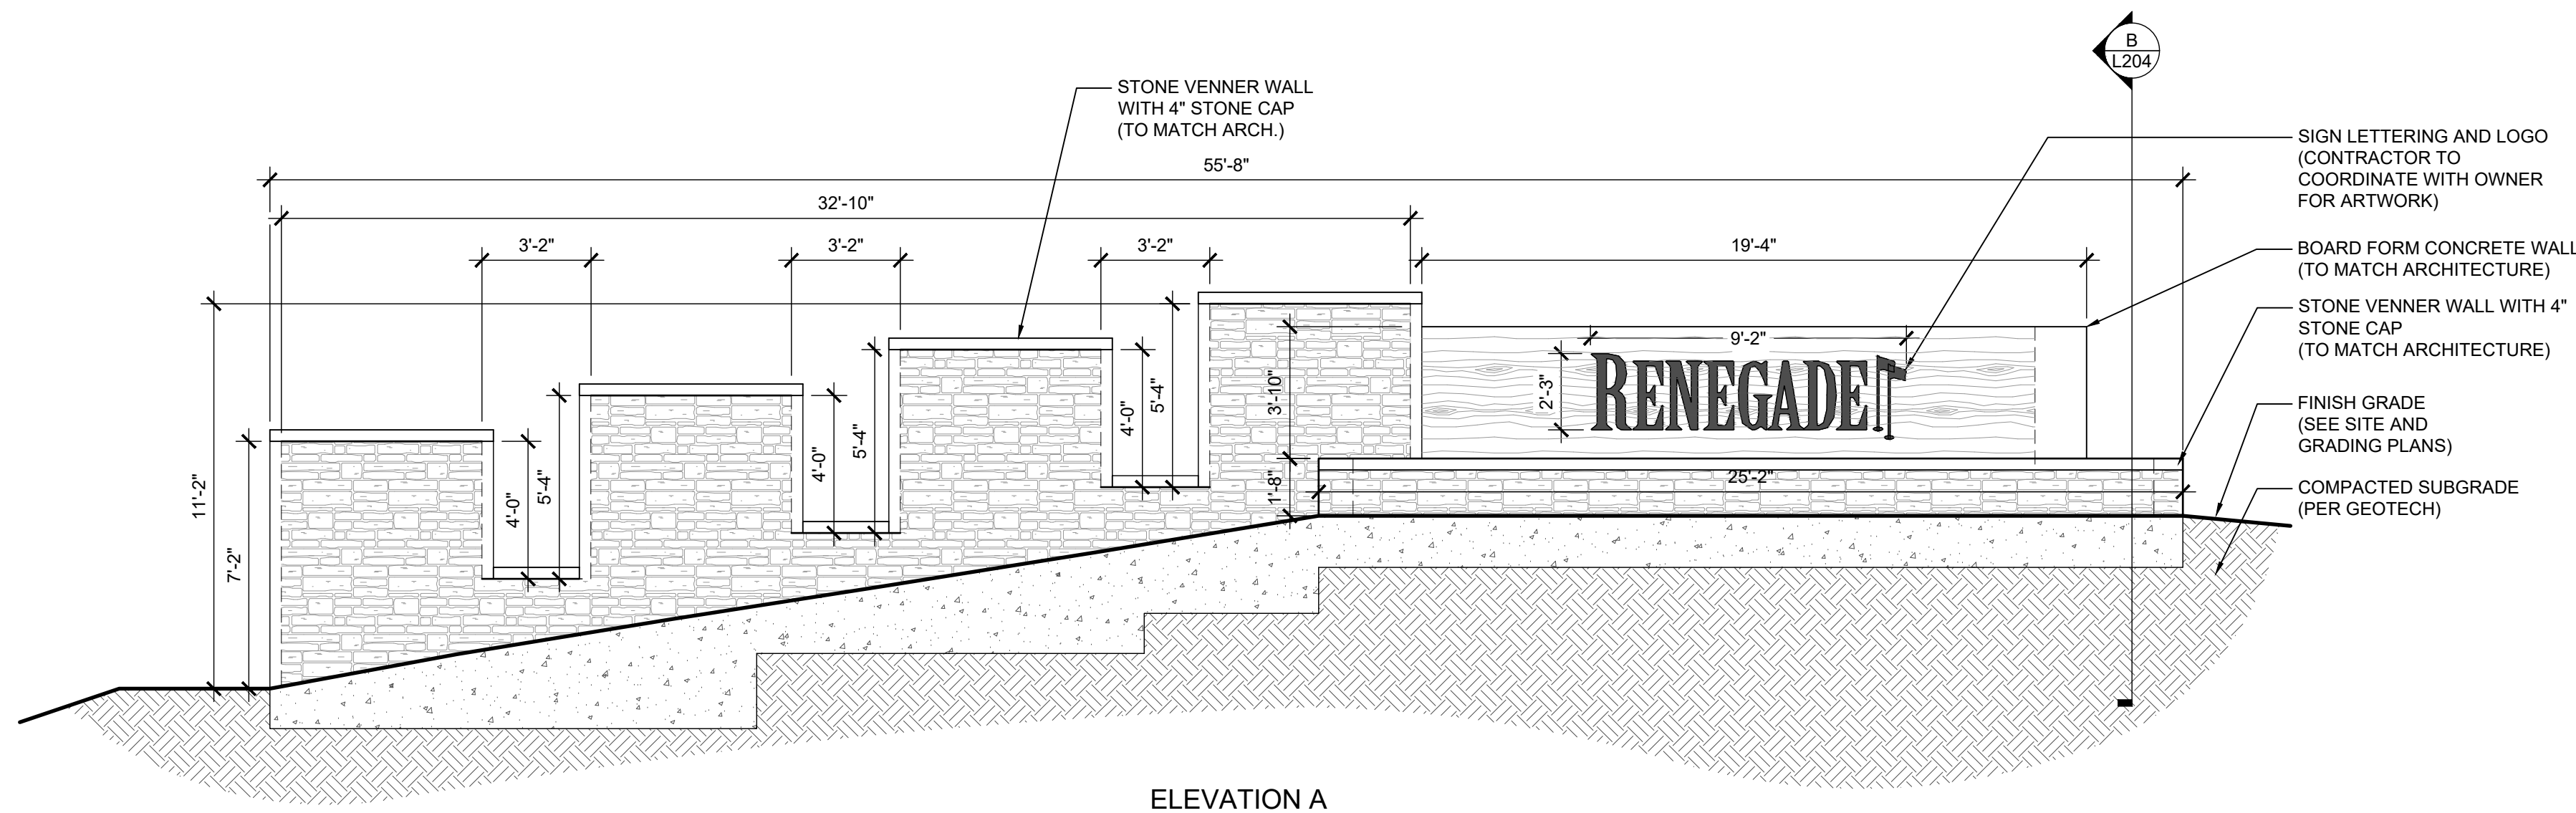 B
L204
STONE VENNER WALL
WITH 4" STONE CAP
(TO MATCH ARCH.)
SIGN LETTERING AND LOGO
(CONTRACTOR TO
COORDINATE WITH OWNER
FOR ARTWORK)
55'-8"
32'-10"
3'-2"
3'-2"
3'-2"
19'-4"
BOARD FORM CONCRETE WALL
(TO MATCH ARCHITECTURE)
STONE VENNER WALL WITH 4"
STONE CAP
(TO MATCH ARCHITECTURE)
9'-2"
RENEGADE
2'-3"
3'-10"
1'-8"
25'-2"
FINISH GRADE
(SEE SITE AND
GRADING PLANS)
COMPACTED SUBGRADE
(PER GEOTECH)
11'-2"
7'-2"
4'-0"
5'-4"
4'-0"
5'-4"
4'-0"
5'-4"
ELEVATION A